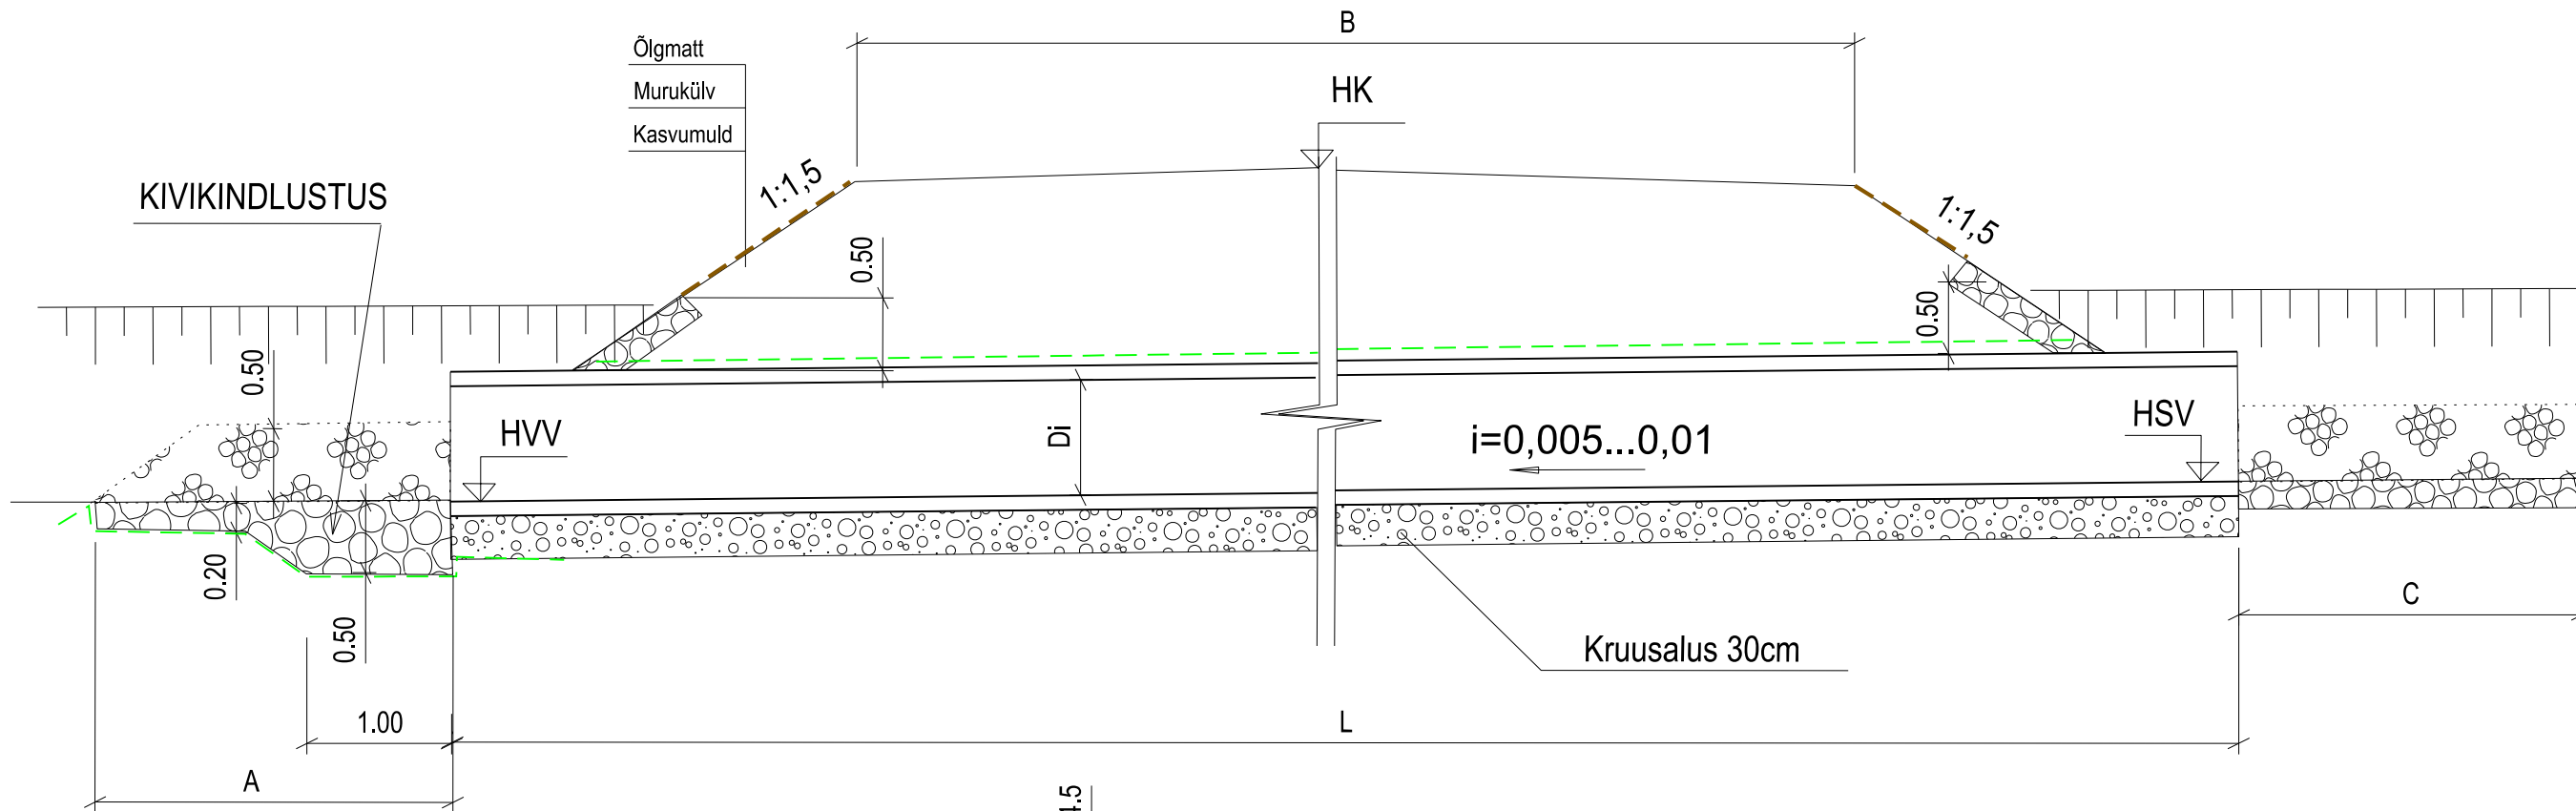 B
Õlgmatt
Murukülv
Kasvumuld
HK
KIVIKINDLUSTUS
1:1,5
1:1,5
0.50
0.50
0.50
HVV
Di
i=0,005...0,01
HSV
0.20
0.50
C
Kruusalus 30cm
1.00
L
A